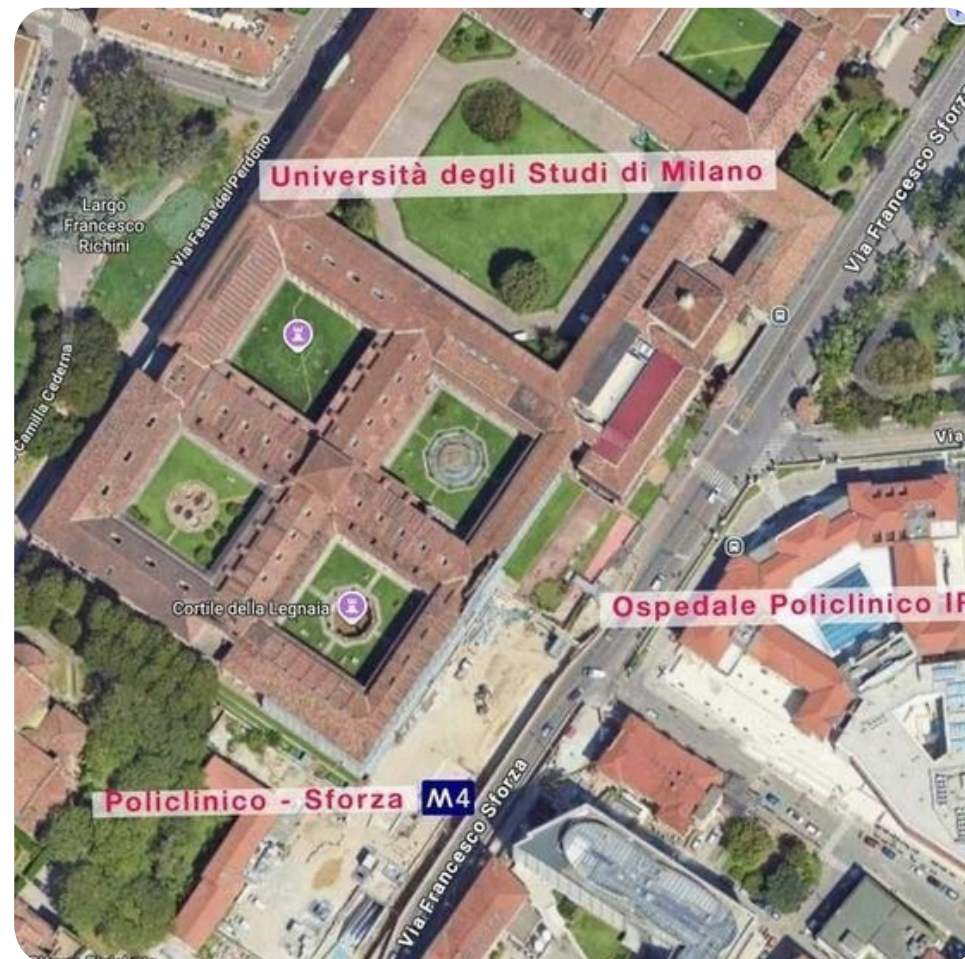 Università degli Studi di Milano
Largo
Francesco
Richini
Via Festa del Perdono
Via Francesco Sforza
Camilla Cederna
Via
Cortile della Legnaia
Ospedale Policlinico
Policlinico - Sforza M4
Via Francesco Sforza